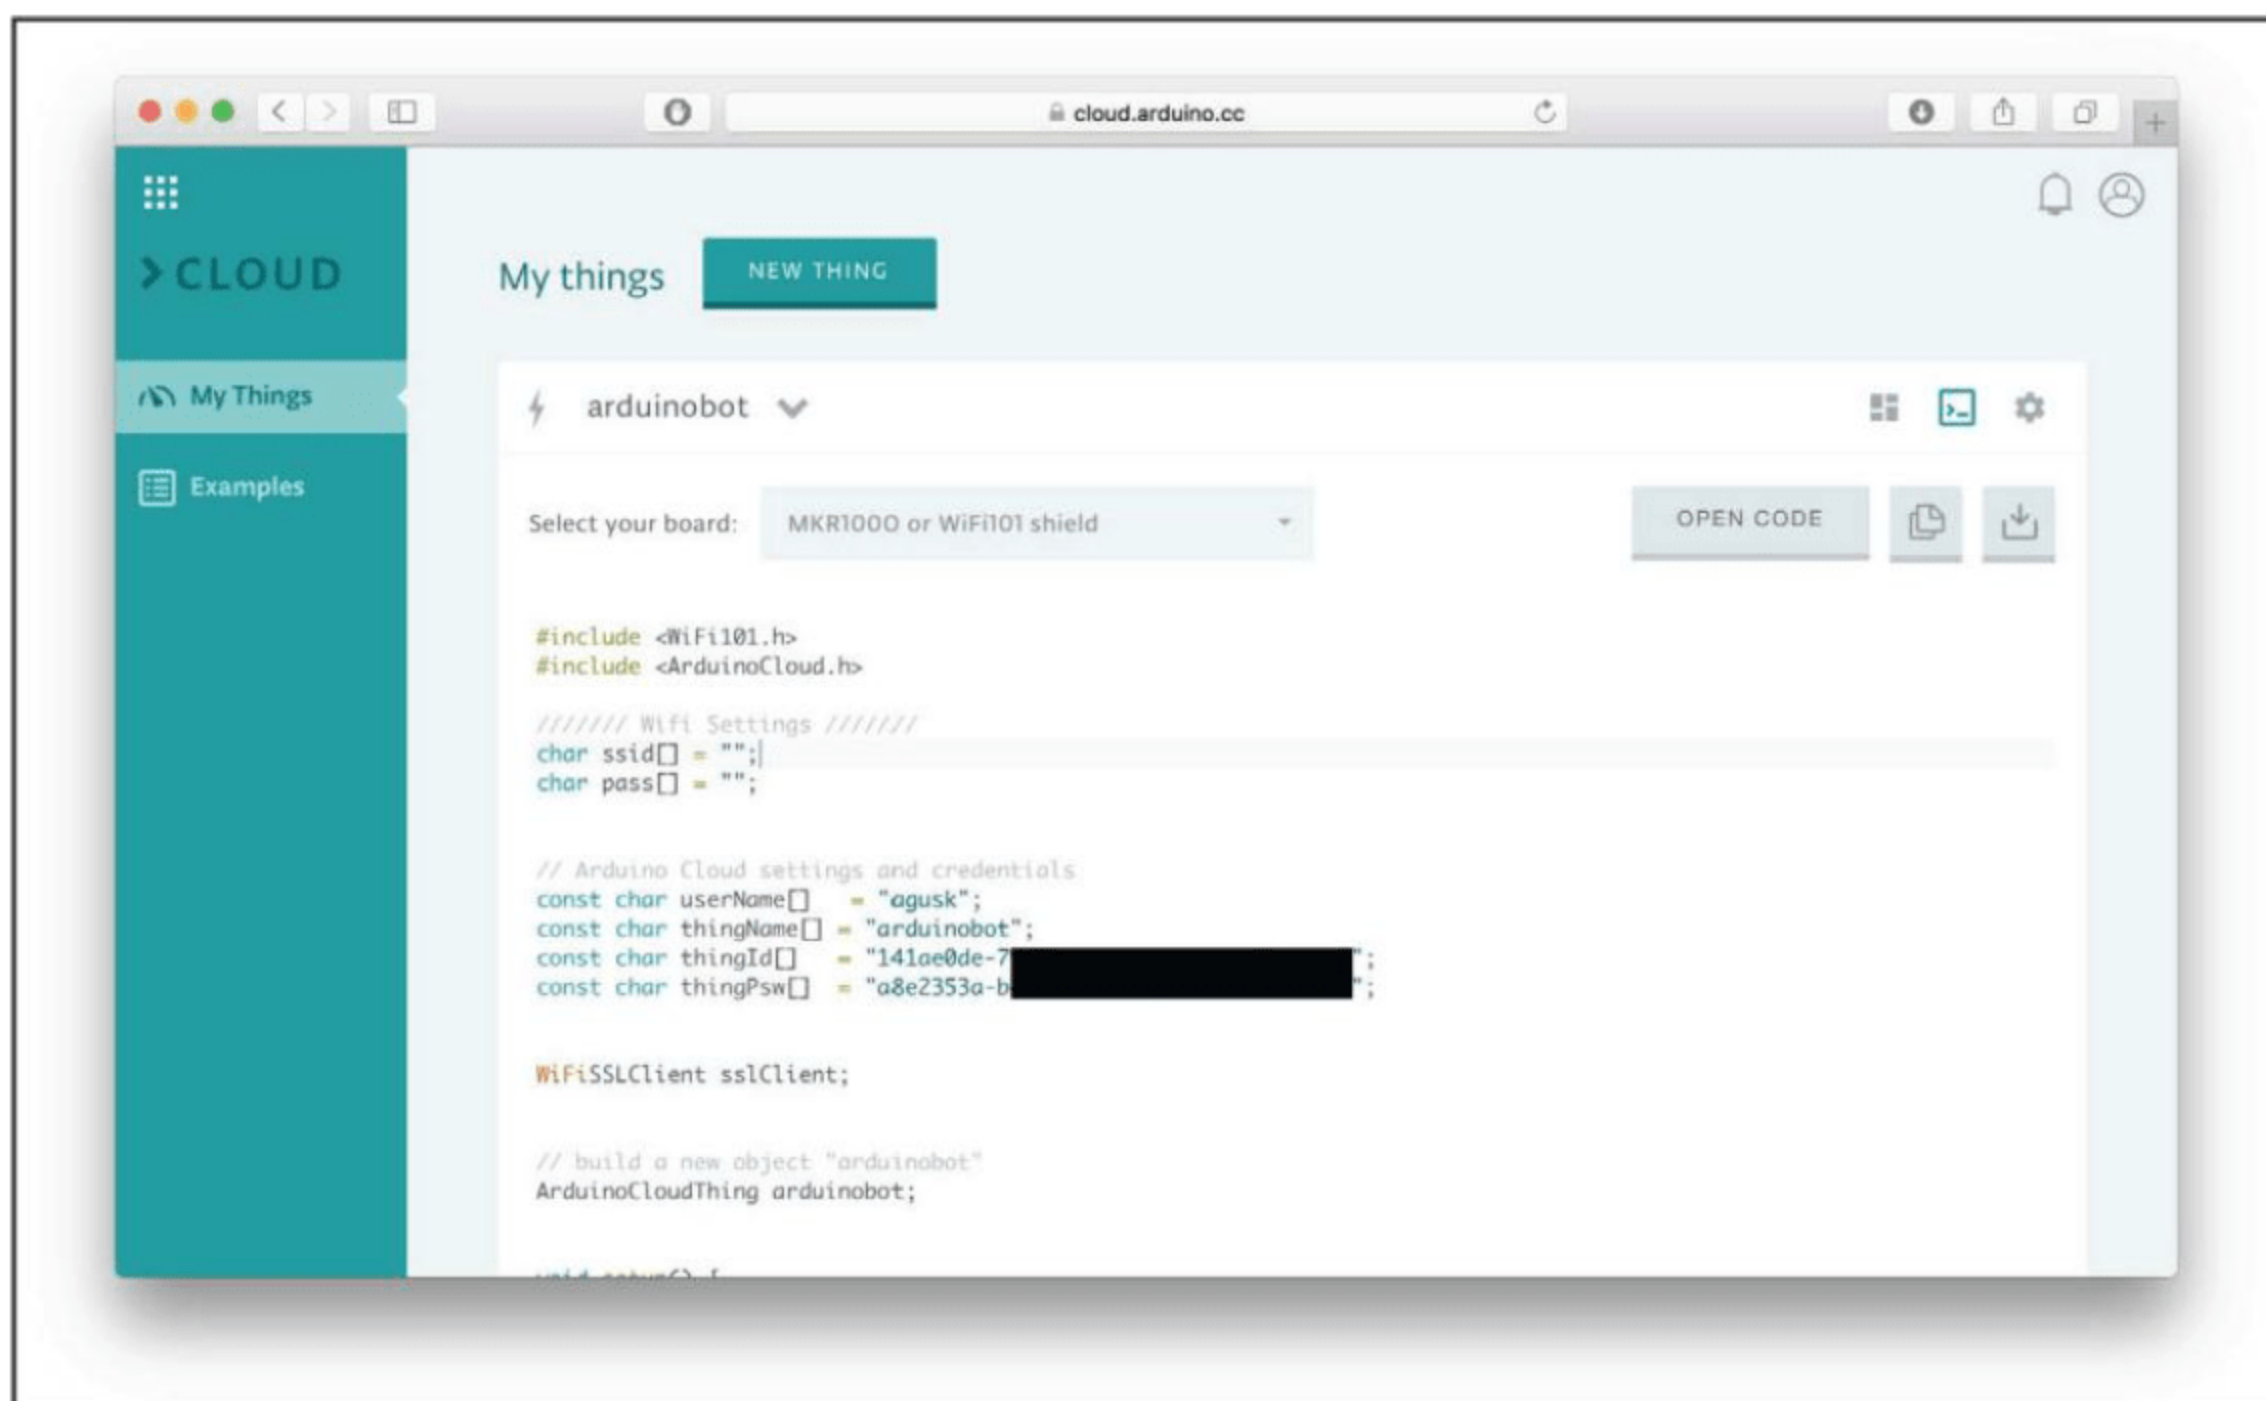 cloud.arduino.cc
>CLOUD
My things
NEW THING
My Things
Examples
arduinobot
Select your board:
MKR1000 or WiFi101 shield
OPEN CODE
#include <WiFi101.h>
#include <ArduinoCloud.h>
/////// Wifi Settings ///////
char ssid[] = "";
char pass[] = "";
// Arduino Cloud settings and credentials
const char userName[]   = "agusk";
const char thingName[] = "arduinobot";
const char thingId[]   = "141ae0de-7 ";
const char thingPsw[]  = "a8e2353a-b ";
WiFiSSLClient sslClient;
// build a new object "arduinobot"
ArduinoCloudThing arduinobot;
void setup() {